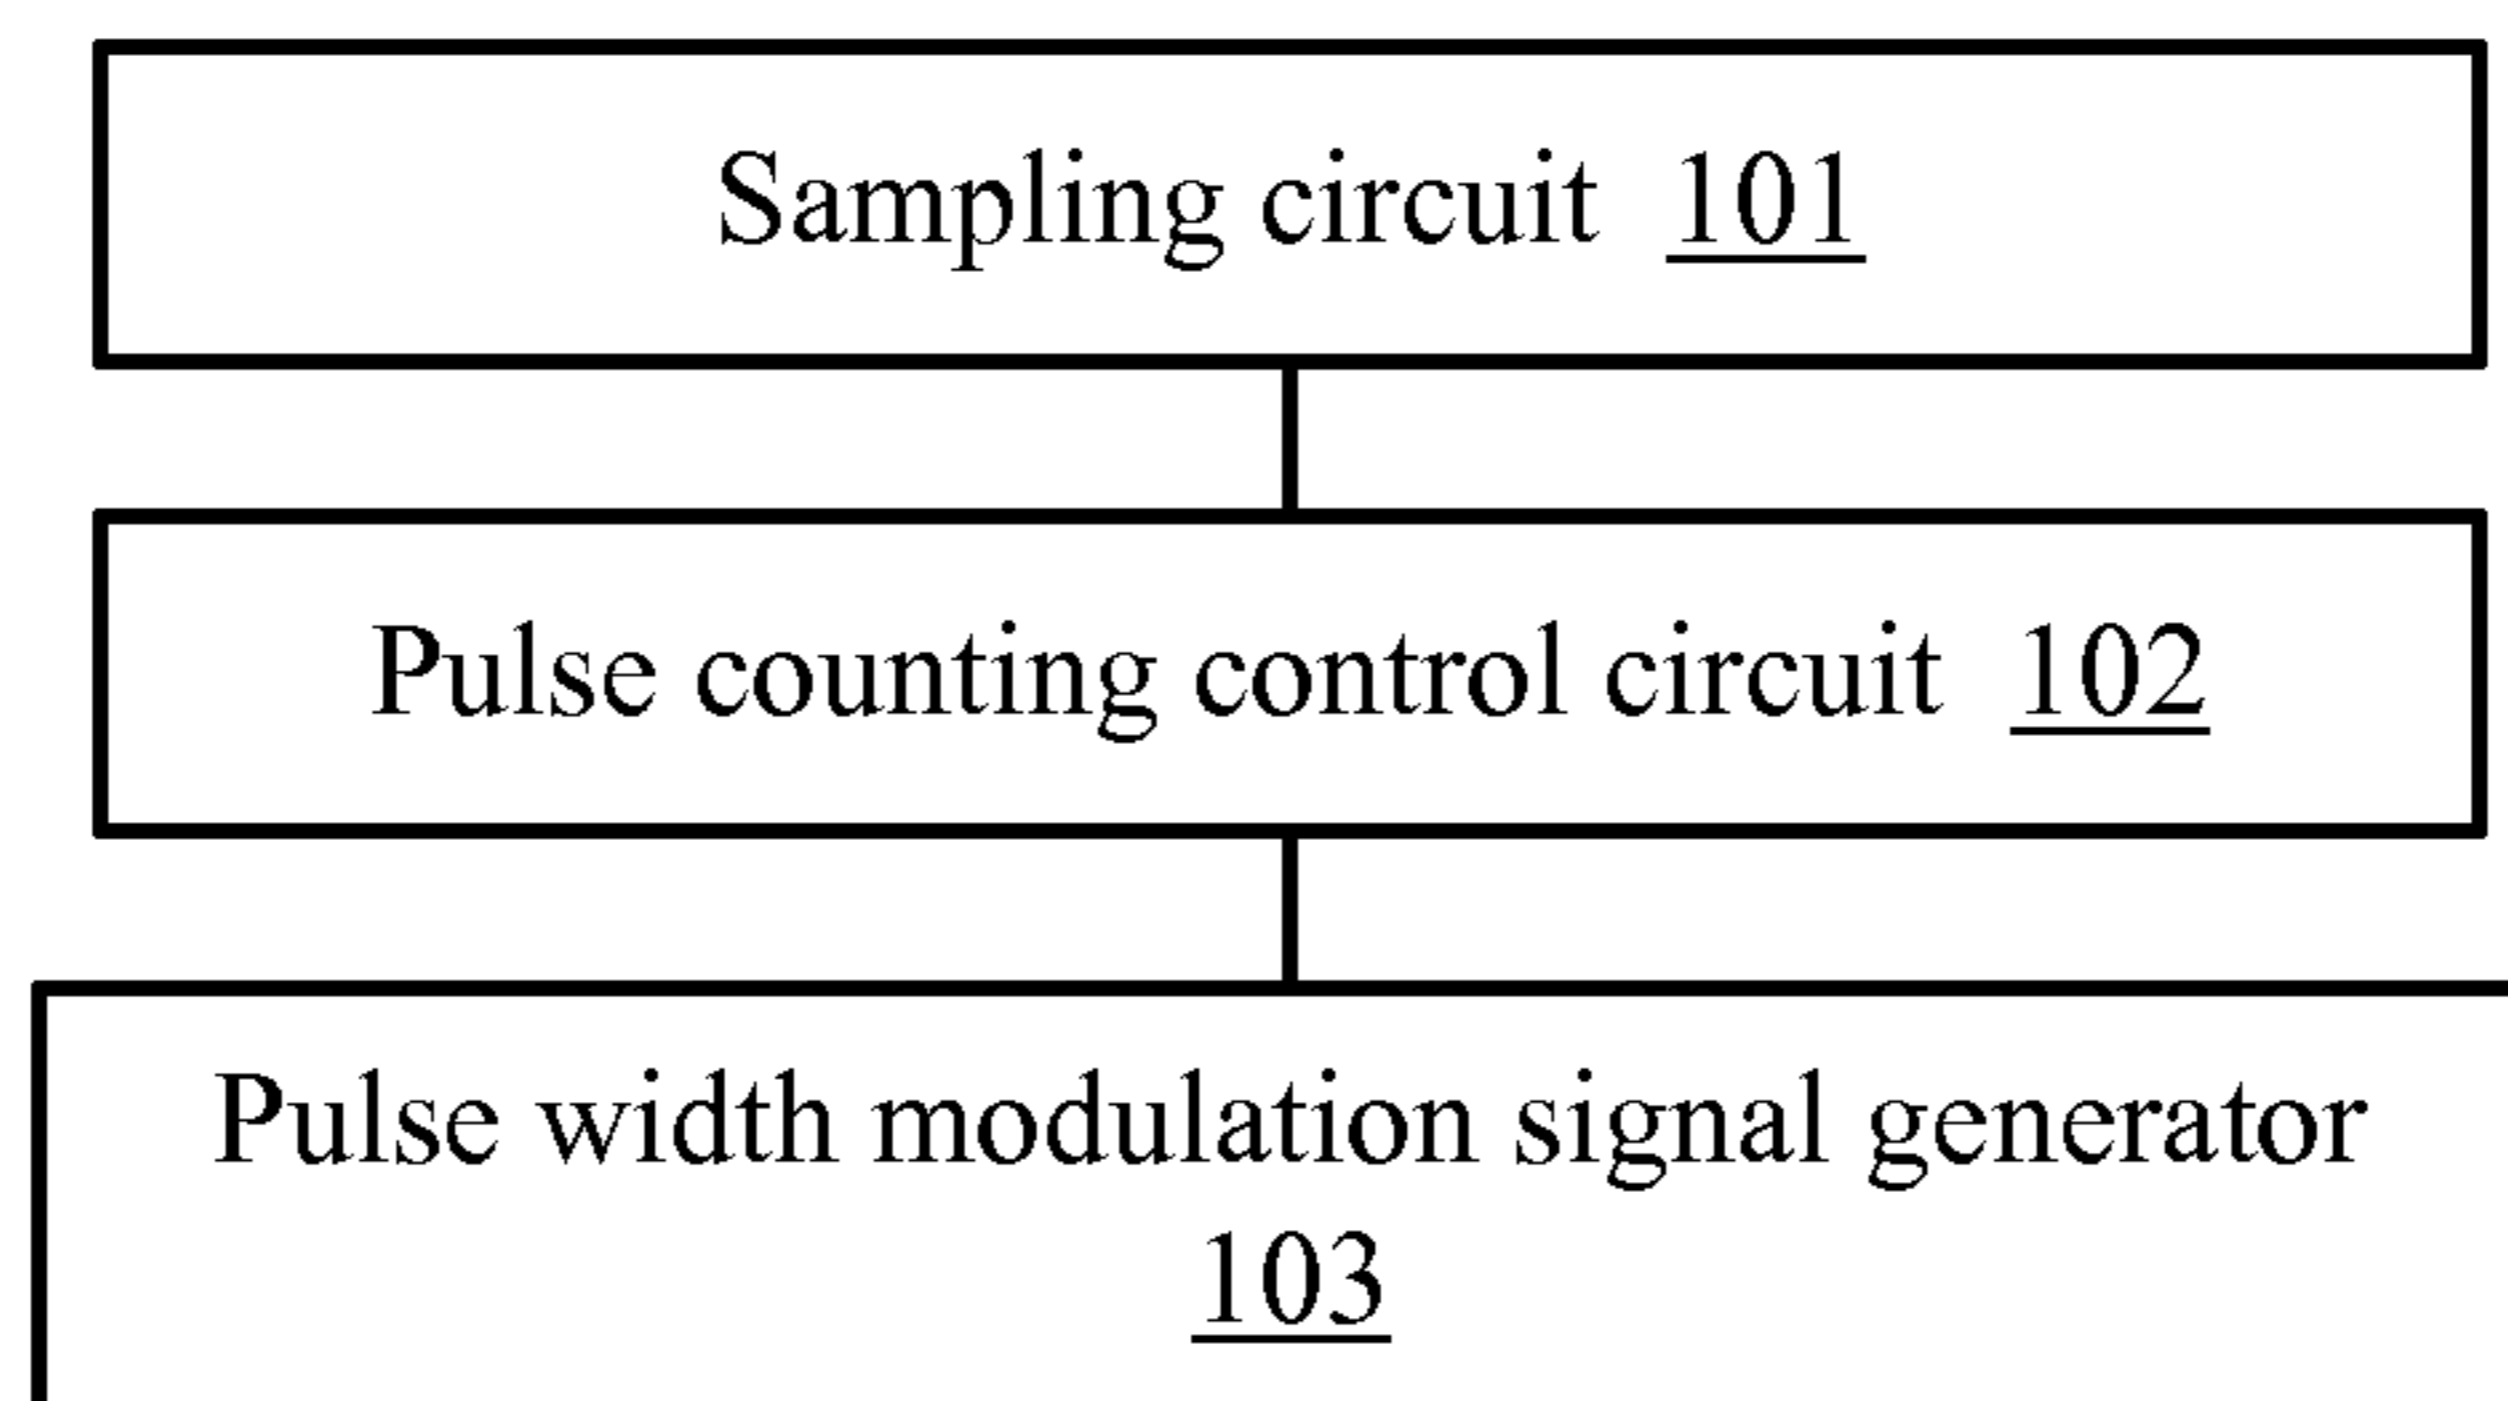 Sampling circuit 101
Pulse counting control circuit 102
Pulse width modulation signal generator
103